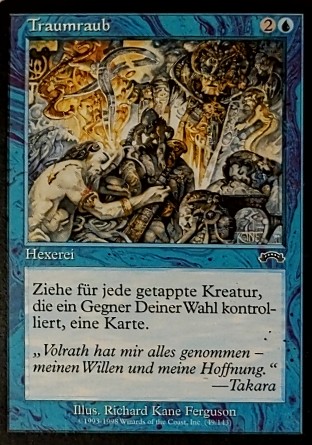 Traumraub 2
Hexerei
Ziehe für jede getappte Kreatur,
die ein Gegner Deiner Wahl kontrol-
liert, eine Karte.
„Volrath hat mir alles genommen –
meinen Willen und meine Hoffnung.“
—Takara
Illus. Richard Kane Ferguson
©1993-1998 Wizards of the Coast, Inc. (49/143)